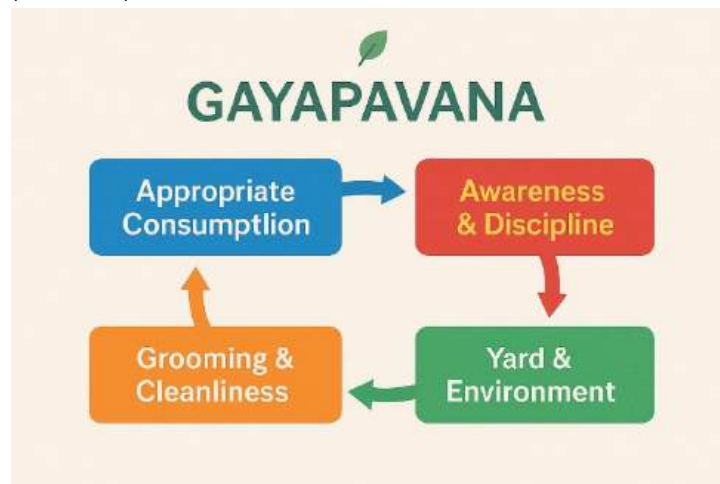 GAYAPAVANA
Appropriate
Consumptlion
Awareness
& Discipline
Grooming &
Cleanliness
Yard &
Environment